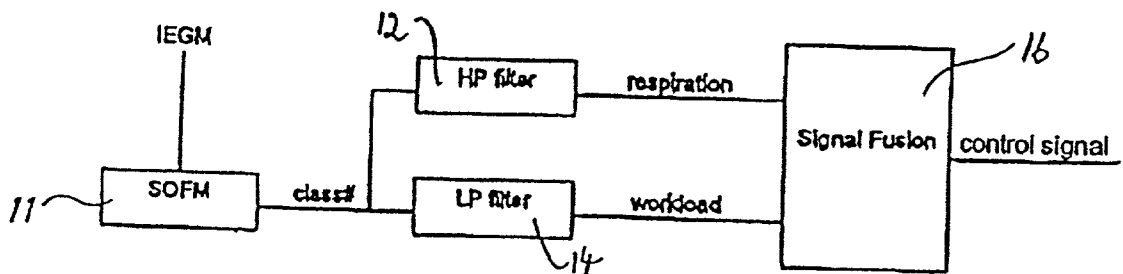 IEGM
12
HP filter
respiration
16
Signal Fusion
control signal
11
SOFM
class#
LP filter
workload
14